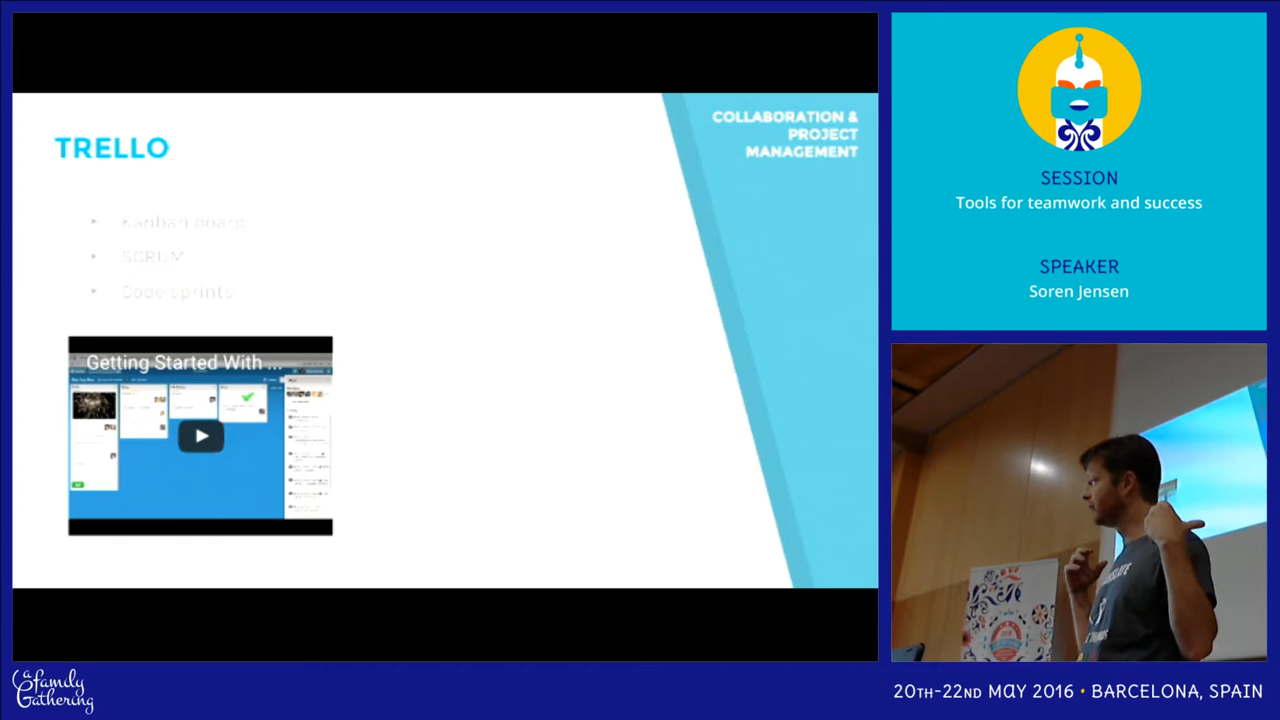 TRELLO
COLLABORATION &
PROJECT
MANAGEMENT
Kanban board
SCRUM
Code sprints
Getting Started With ...
SESSION
Tools for teamwork and success
SPEAKER
Soren Jensen
a family
Gathering
20TH-22ND MAY 2016 • BARCELONA, SPAIN